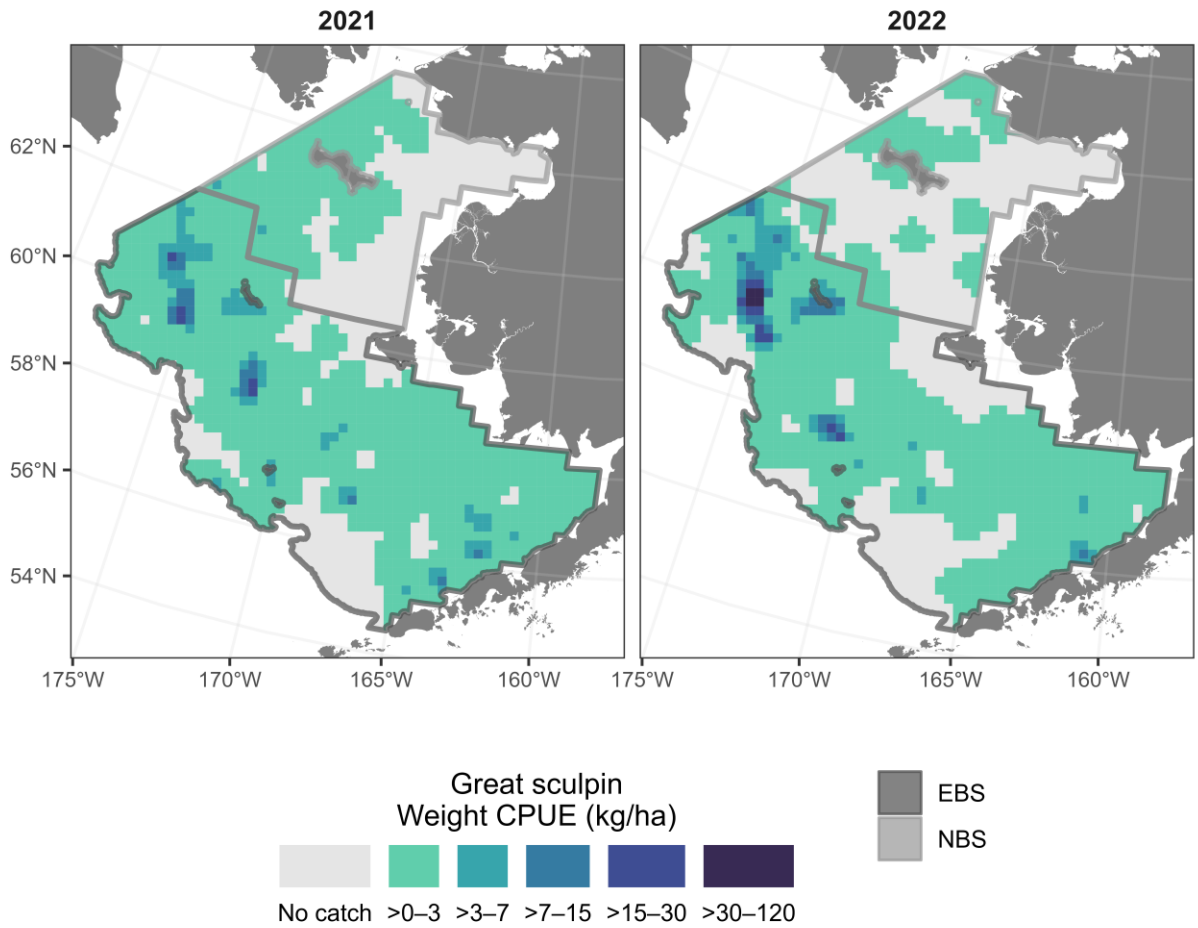 2021 2022
62°N
60°N
58°N
56°N
54°N
175°W 170°W 165°W 160°W 175°W 170°W 165°W 160°W
Great sculpin
Weight CPUE (kg/ha)
No catch >0–3 >3–7 >7–15 >15–30 >30–120
EBS
NBS